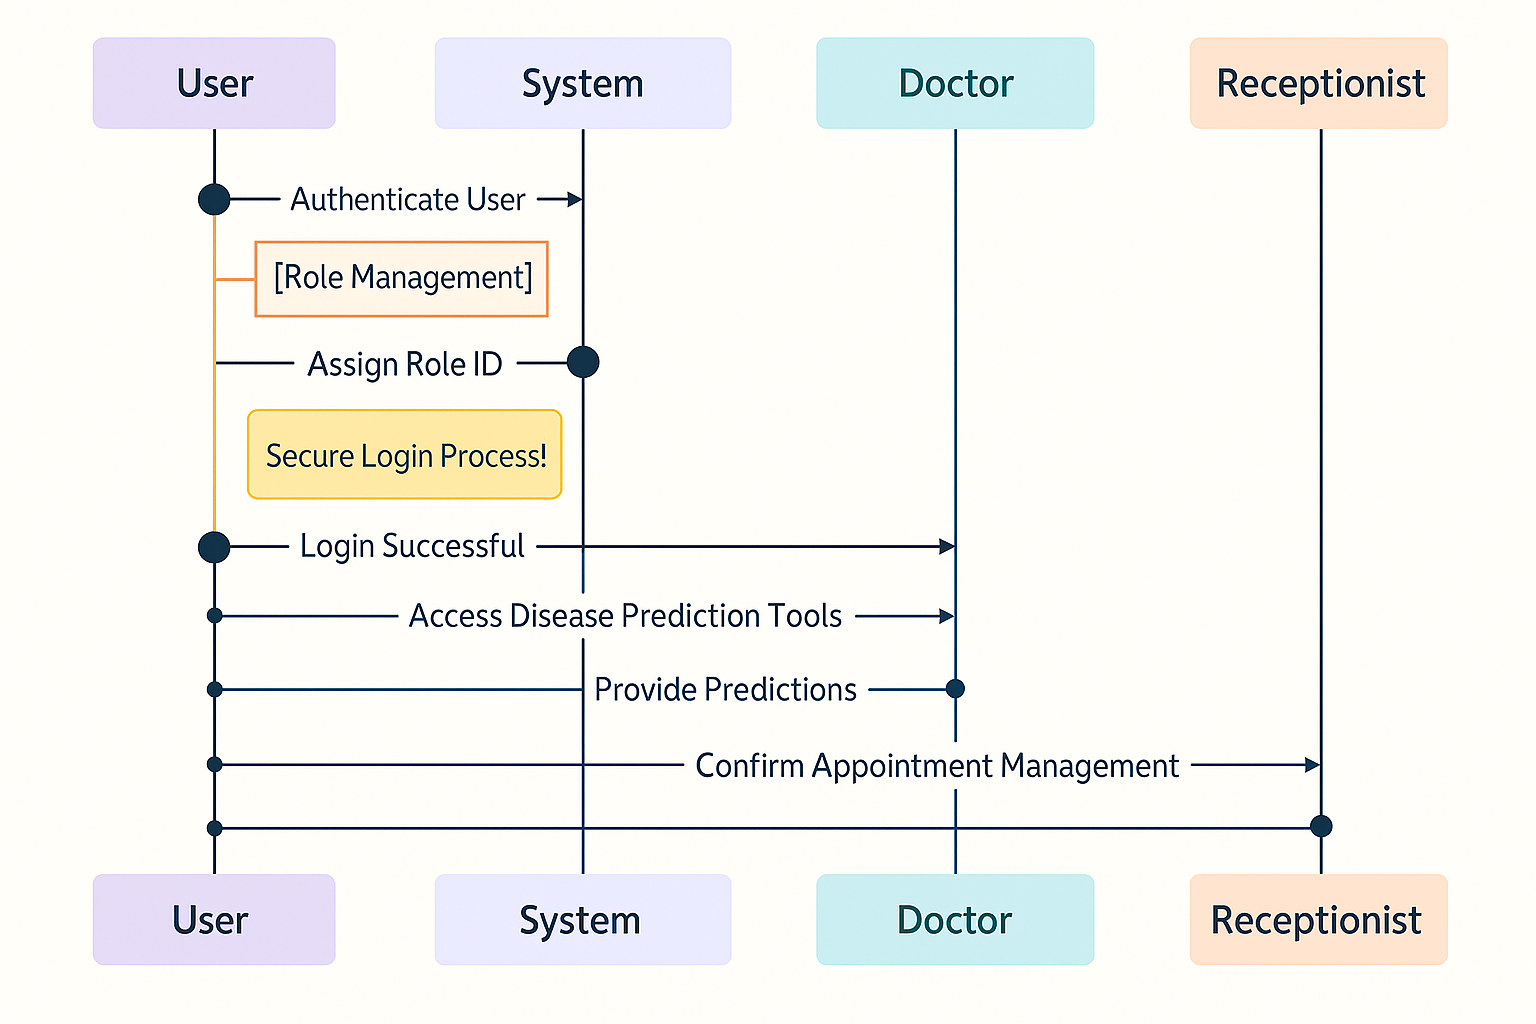 User
System
Doctor
Receptionist
Authenticate User
[Role Management]
Assign Role ID
Secure Login Process!
Login Successful
Access Disease Prediction Tools
Provide Predictions
Confirm Appointment Management
User
System
Doctor
Receptionist